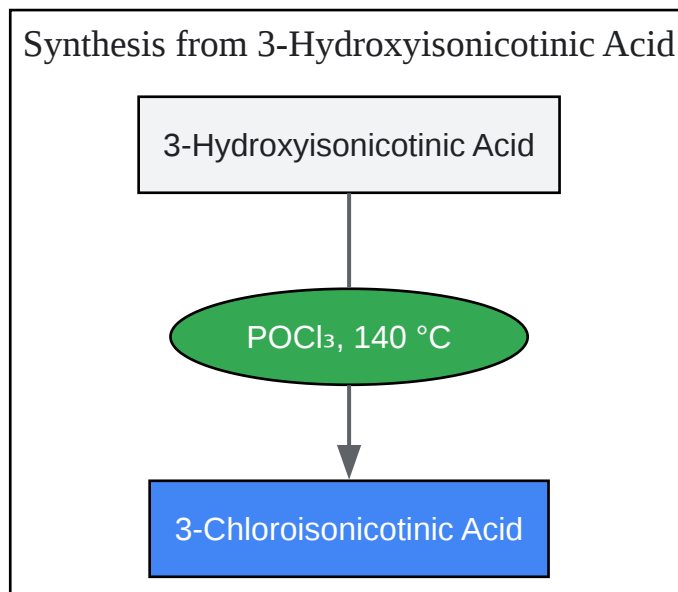 Synthesis from 3-Hydroxyisonicotinic Acid
3-Hydroxyisonicotinic Acid
POCl₃, 140 °C
3-Chloroisonicotinic Acid